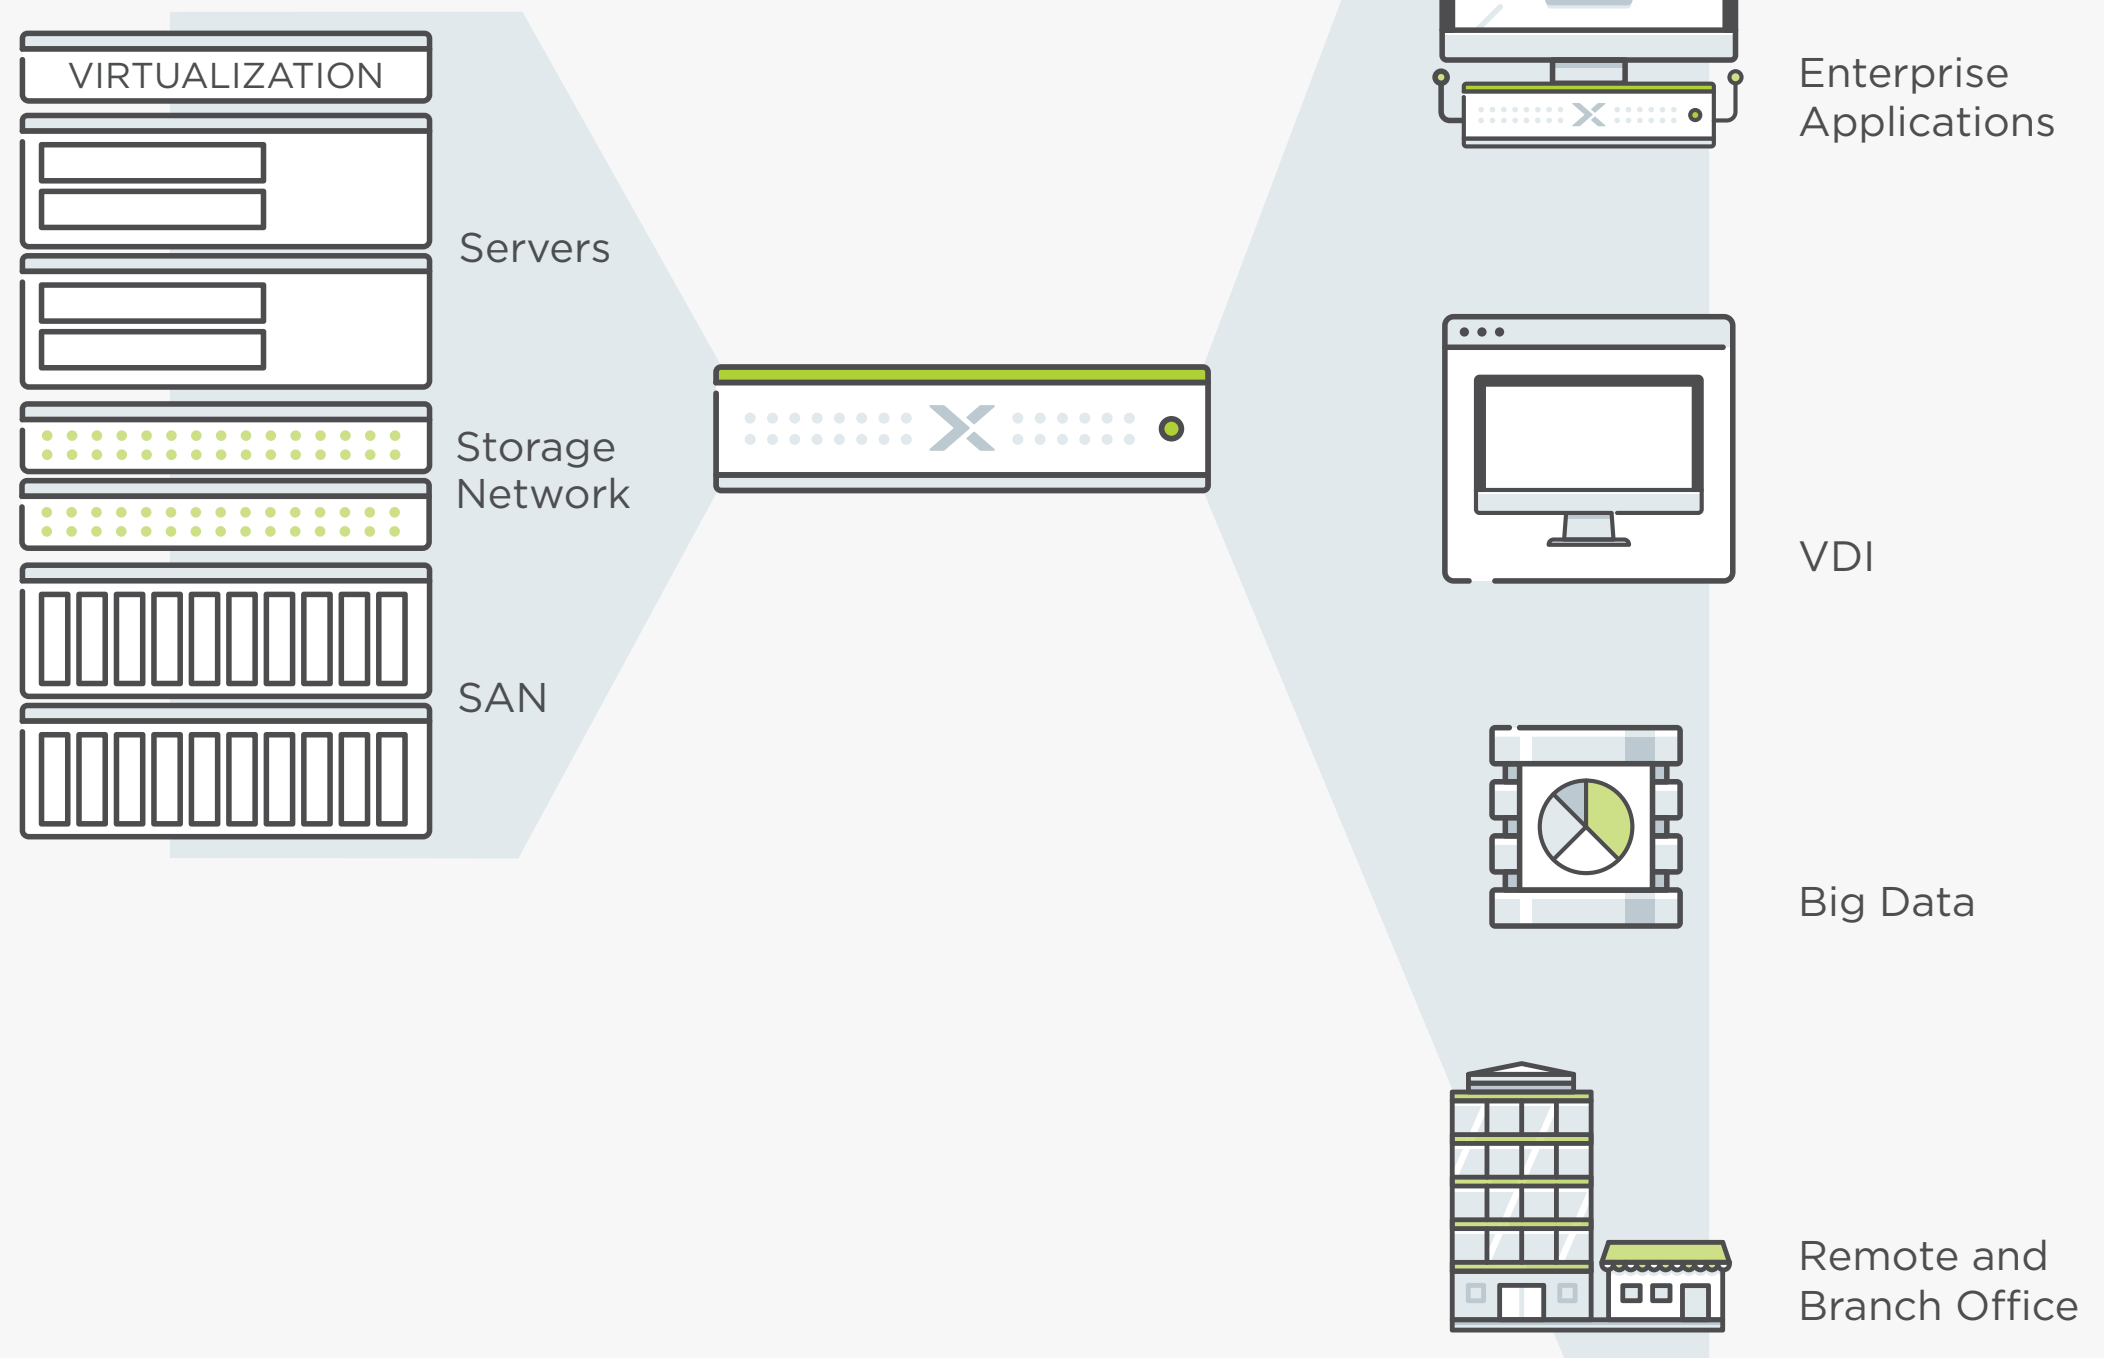 VIRTUALIZATION
Servers
Storage
Network
SAN
Enterprise
Applications
VDI
Big Data
Remote and
Branch Office